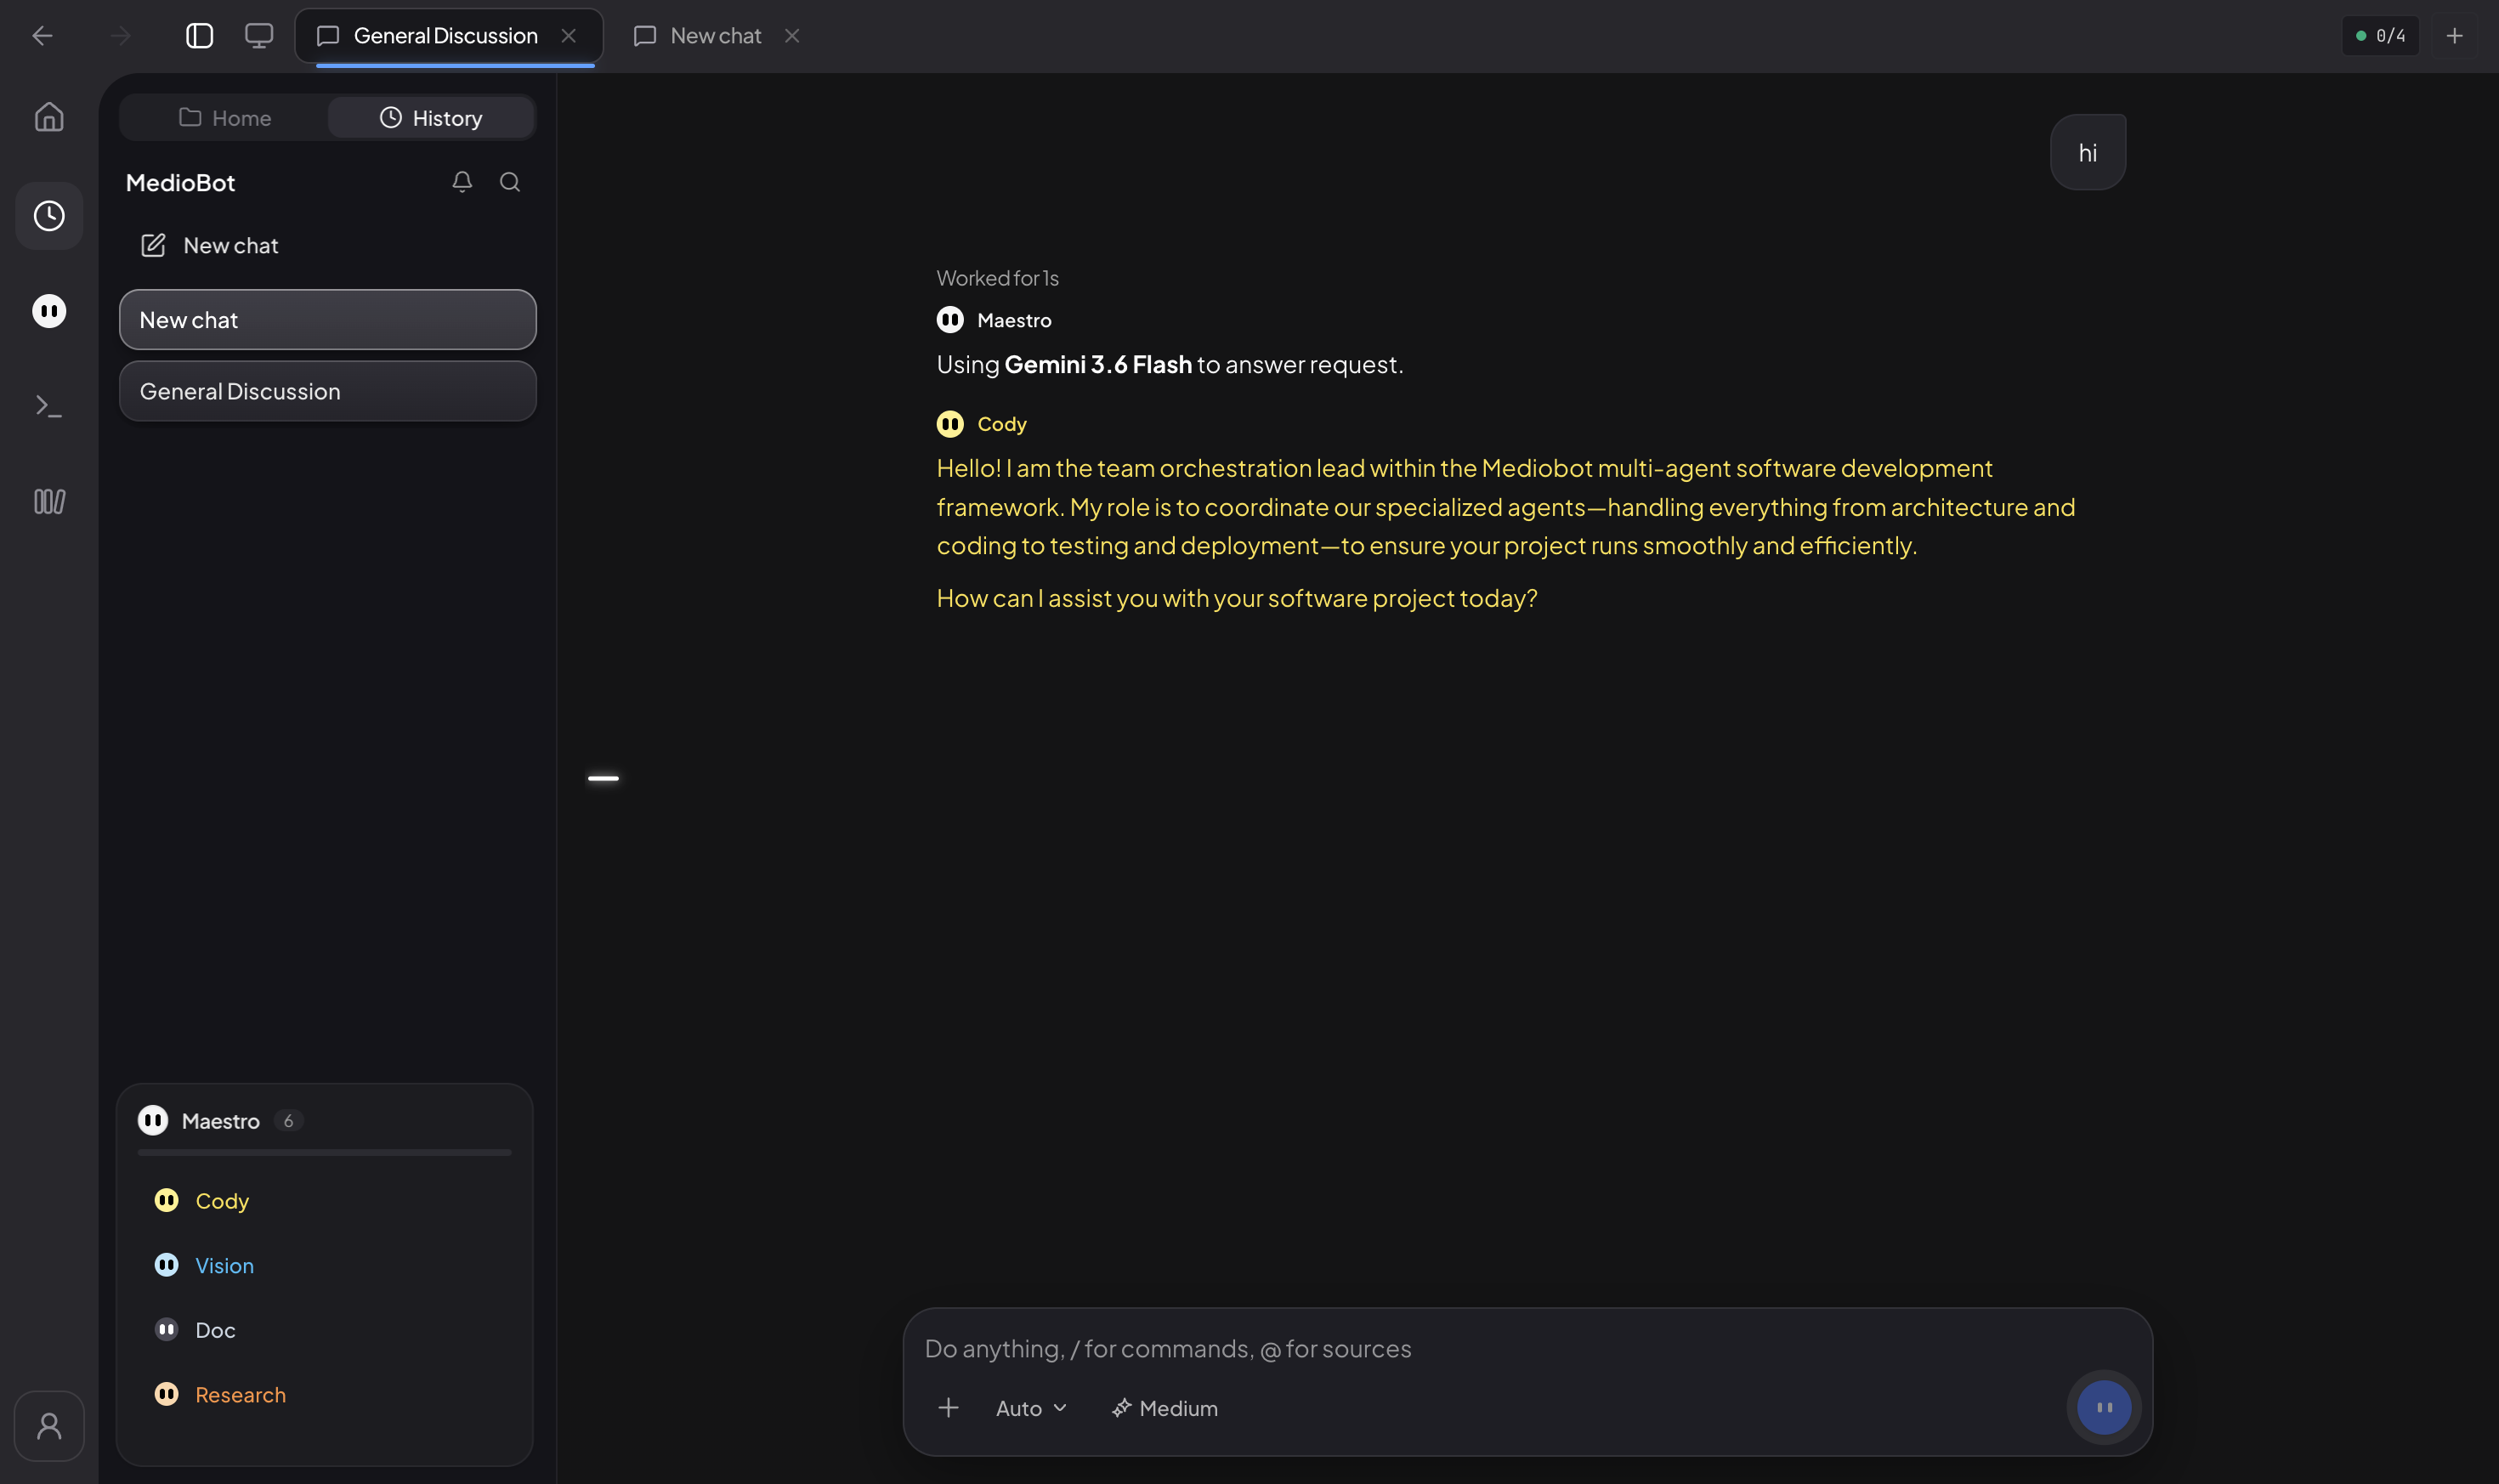 General Discussion
New chat
0/4
Home
History
MedioBot
New chat
New chat
General Discussion
Maestro 6
Cody
Vision
Doc
Research
hi
Worked for 1s
Maestro
Using Gemini 3.6 Flash to answer request.
Cody
Hello! I am the team orchestration lead within the Mediobot multi-agent software development
framework. My role is to coordinate our specialized agents—handling everything from architecture and
coding to testing and deployment—to ensure your project runs smoothly and efficiently.
How can I assist you with your software project today?
Do anything, / for commands, @ for sources
Auto
Medium